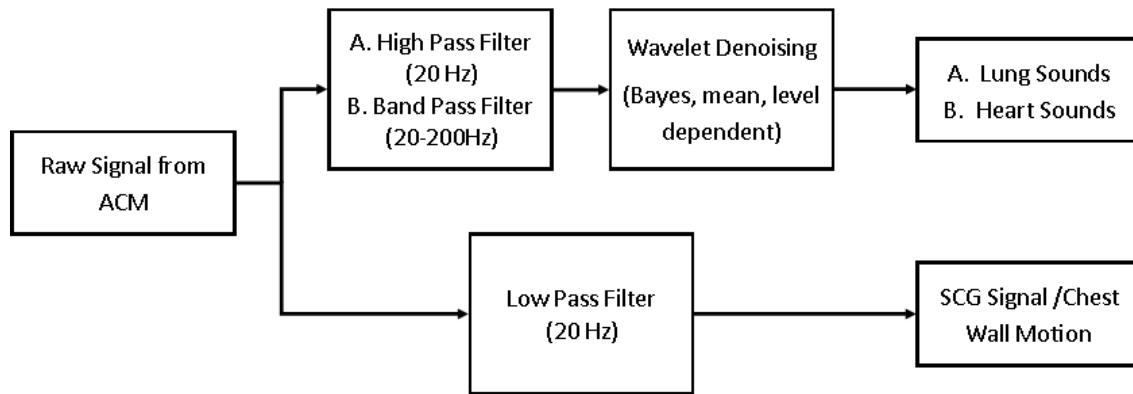 Raw Signal from
ACM
A. High Pass Filter
(20 Hz)
B. Band Pass Filter
(20-200Hz)
Wavelet Denoising
(Bayes, mean, level
dependent)
A. Lung Sounds
B. Heart Sounds
Low Pass Filter
(20 Hz)
SCG Signal /Chest
Wall Motion